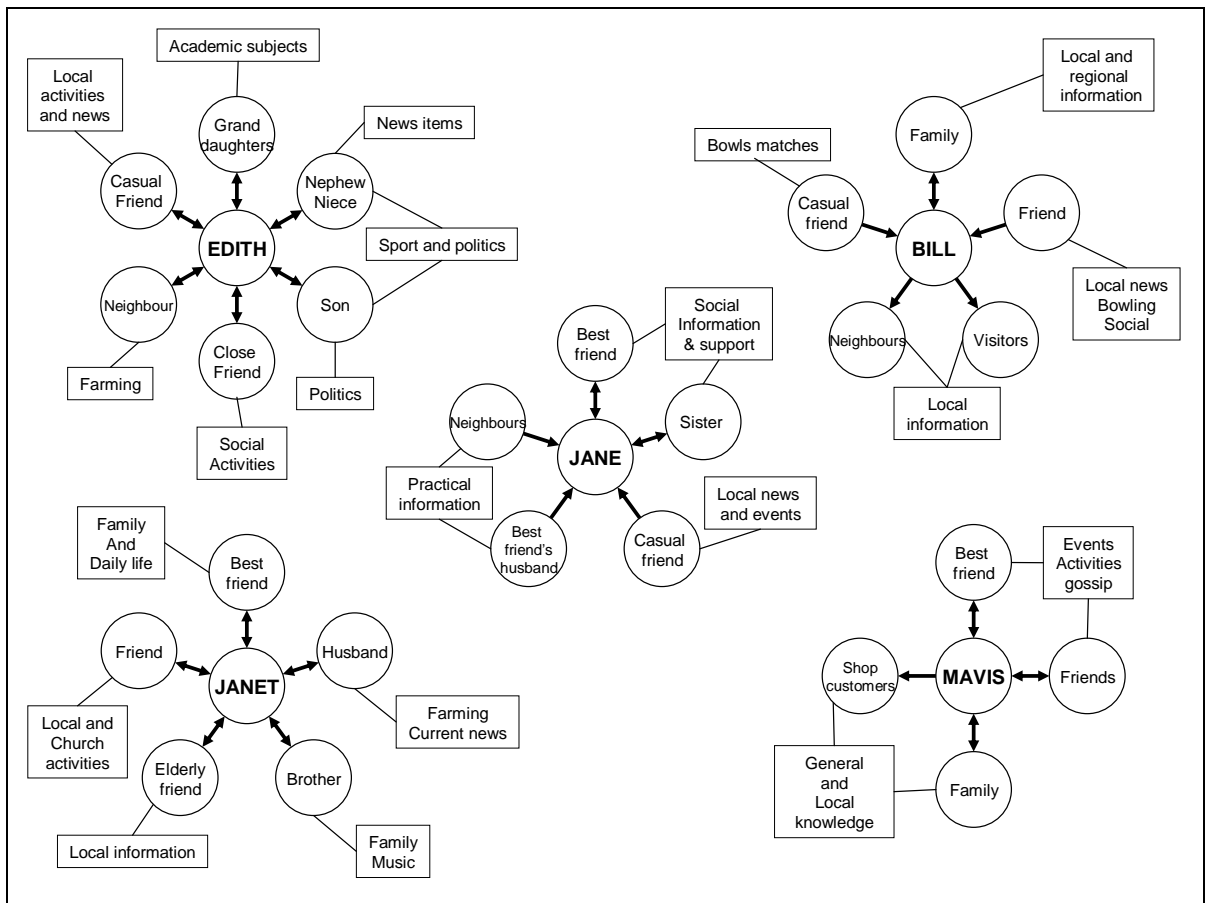 Academic subjects
Local
activities
and news
Grand
daughters
News items
Casual
Friend
Nephew
Niece
EDITH
Sport and politics
Neighbour
Son
Close
Friend
Farming
Politics
Social
Activities
Local and
regional
information
Family
Bowls matches
Casual
friend
Friend
BILL
Local news
Bowling
Social
Neighbours
Visitors
Local
information
Social
Information
& support
Best
friend
Neighbours
Sister
JANE
Practical
information
Local news
and events
Best
friend's
husband
Casual
friend
Family
And
Daily life
Best
friend
Friend
Husband
JANET
Local and
Church
activities
Farming
Current news
Elderly
friend
Brother
Local information
Family
Music
Best
friend
Events
Activities
gossip
Shop
customers
MAVIS
Friends
General
and
Local
knowledge
Family